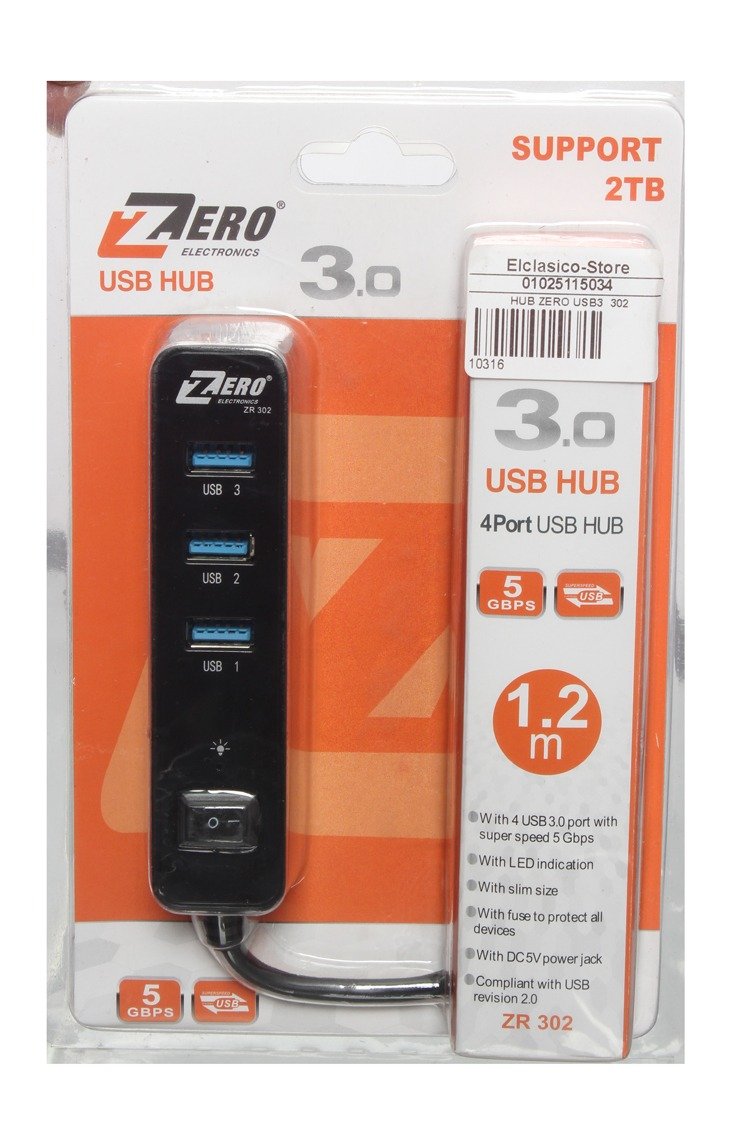 SUPPORT
2TB
ZERO®
ELECTRONICS
USB HUB
3.0
Elclasico-Store
01025115034
HUB ZERO USB3 302
10316
ZERO®
ELECTRONICS
ZR 302
USB 3
USB 2
USB 1
3.0
USB HUB
4Port USB HUB
5
GBPS
SUPERSPEED
USB
1.2
m
With 4 USB 3.0 port with
super speed 5 Gbps
With LED indication
With slim size
With fuse to protect all
devices
With DC5V power jack
Compliant with USB
revision 2.0
ZR 302
5
GBPS
SUPERSPEED
USB